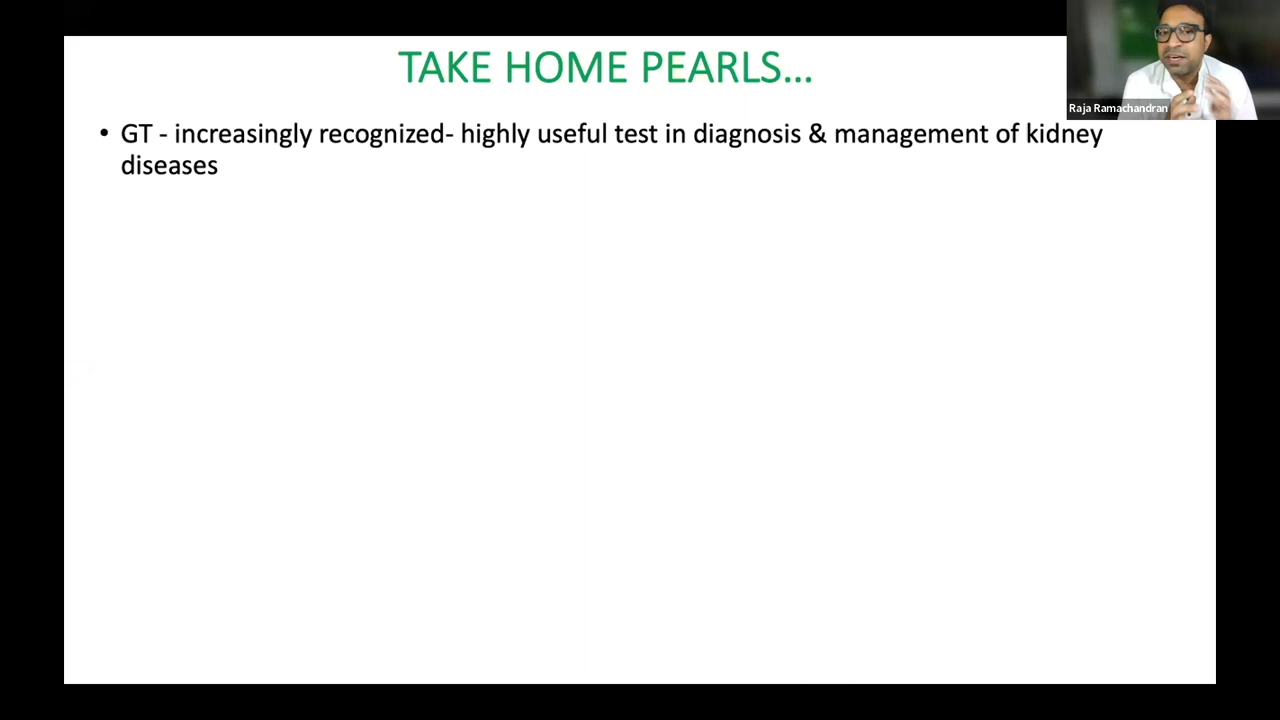 TAKE HOME PEARLS...
Raja Ramachandran
• GT - increasingly recognized- highly useful test in diagnosis & management of kidney
diseases